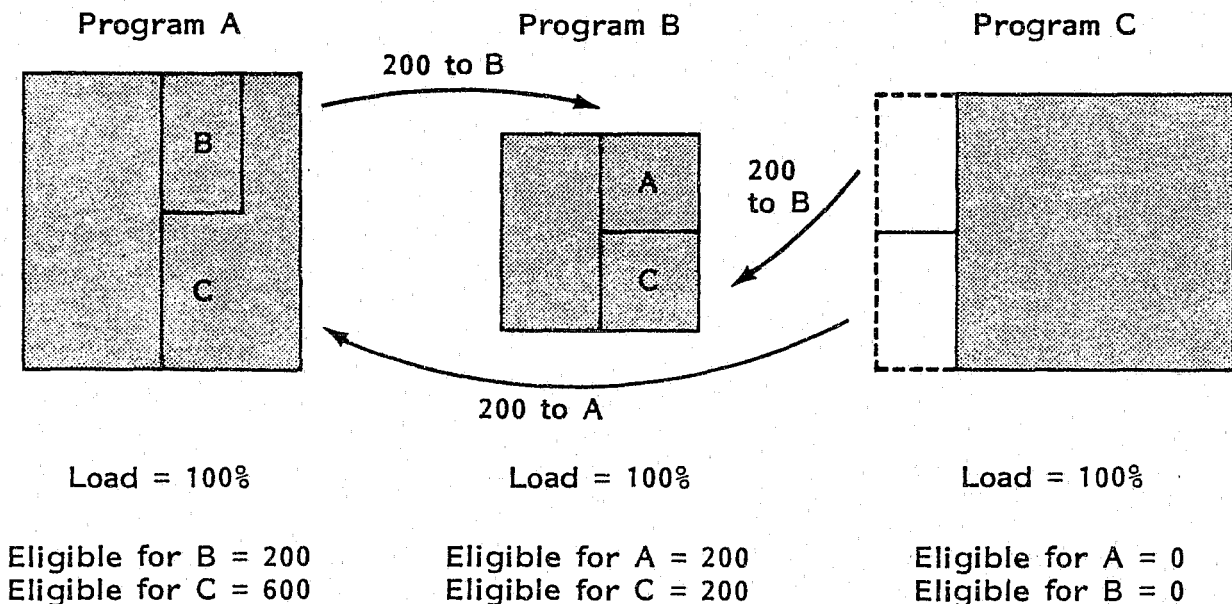 Program A
Program B
Program C
200 to B
B
C
A
C
200
to B
200 to A
Load = 100%
Load = 100%
Load = 100%
Eligible for B = 200
Eligible for C = 600
Eligible for A = 200
Eligible for C = 200
Eligible for A = 0
Eligible for B = 0